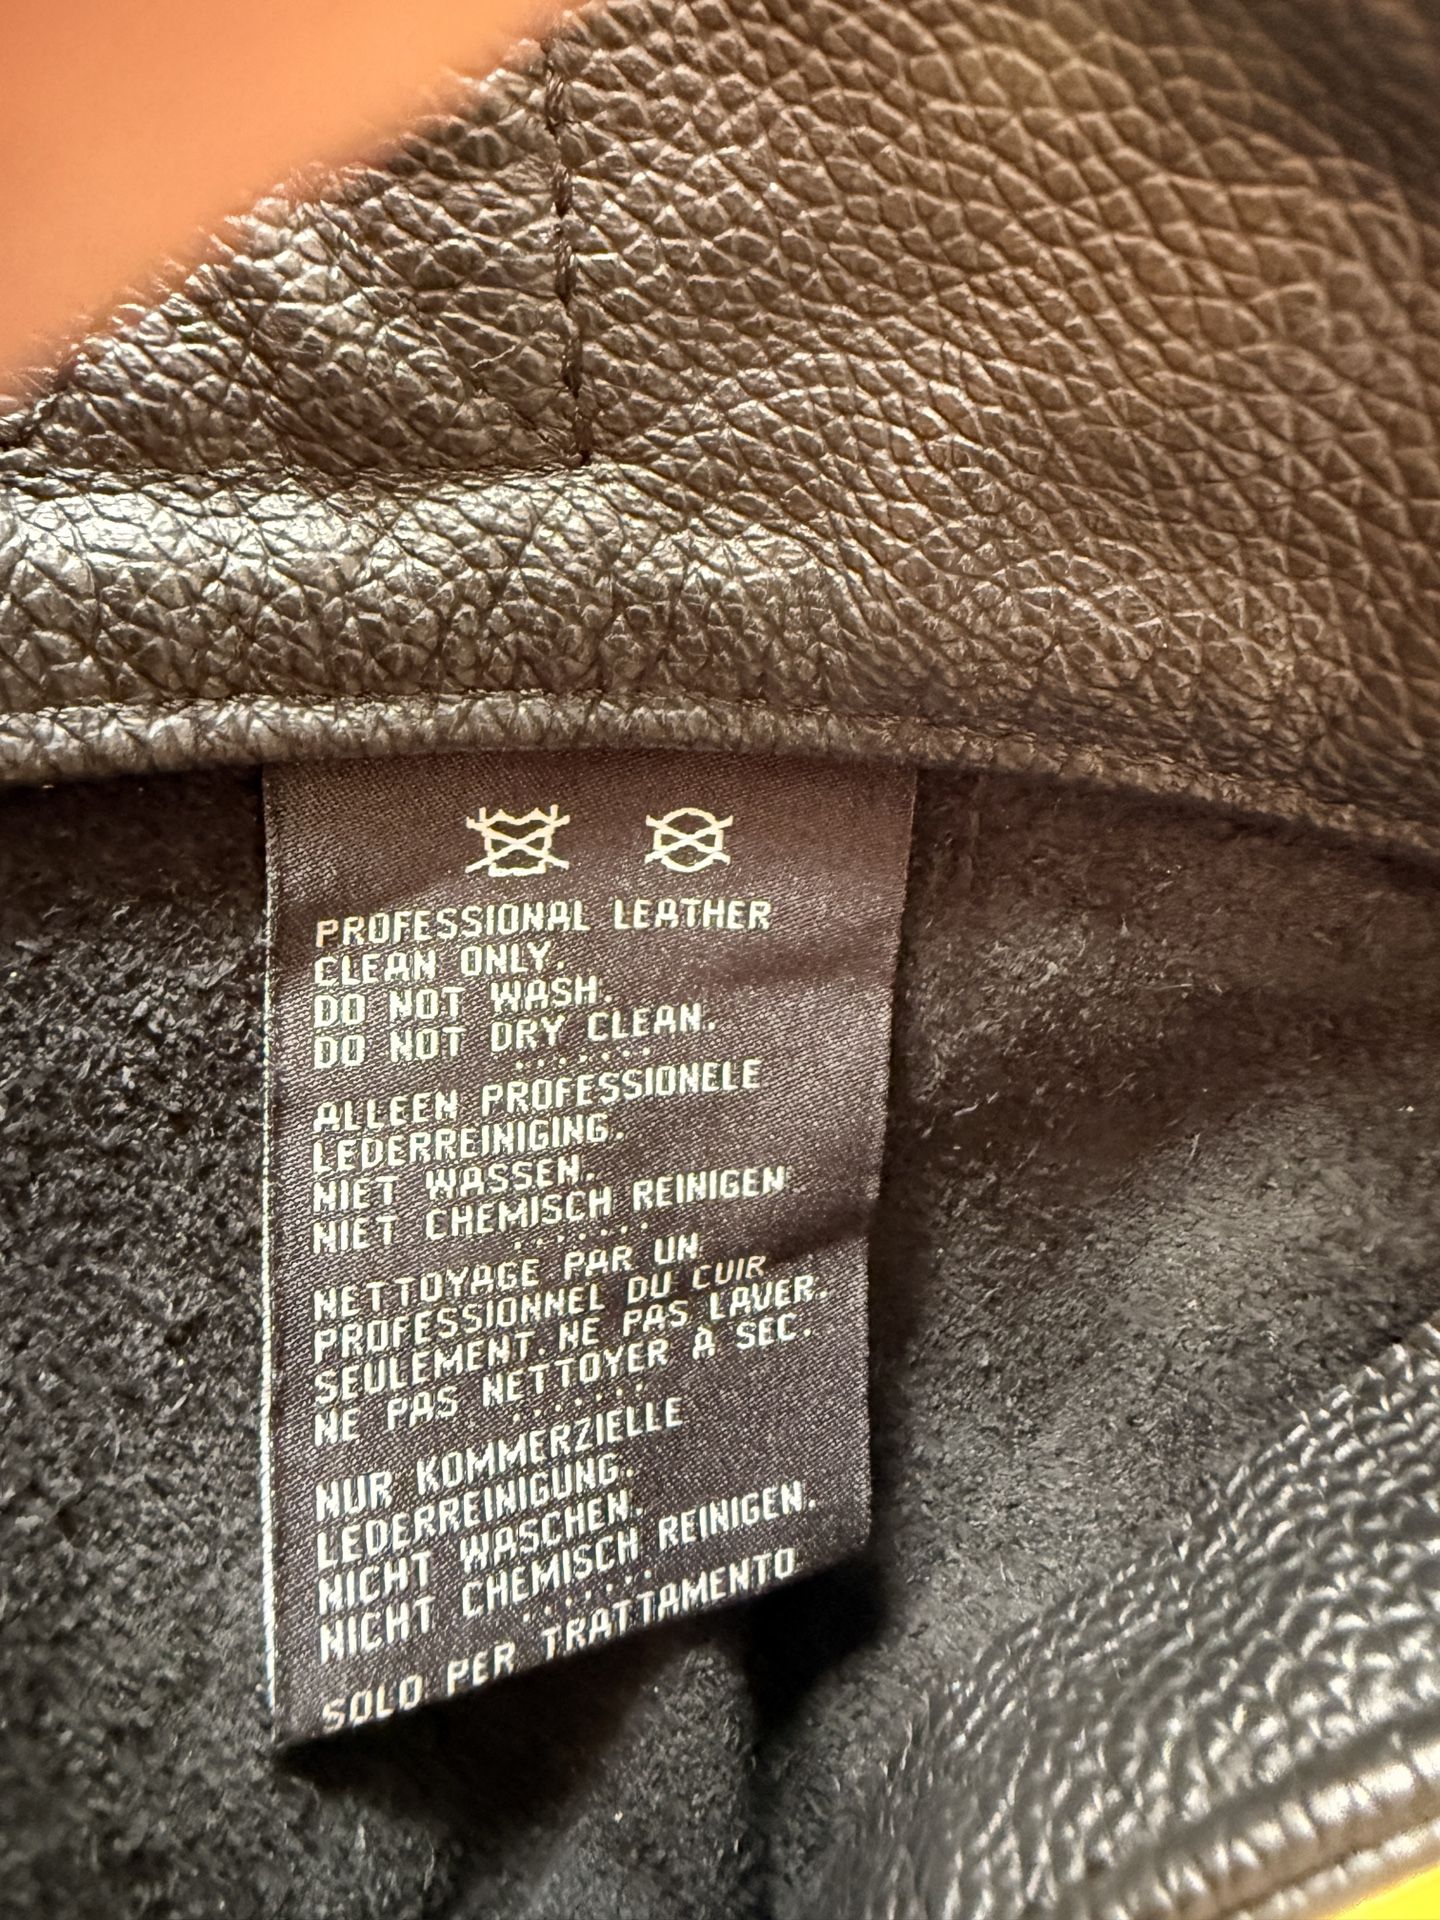 PROFESSIONAL LEATHER
CLEAN ONLY.
DO NOT WASH.
DO NOT DRY CLEAN.
.......
ALLEEN PROFESSIONELE
LEDERREINIGING.
NIET WASSEN.
NIET CHEMISCH REINIGEN.
.......
NETTOYAGE PAR UN
PROFESSIONNEL DU CUIR
SEULEMENT. NE PAS LAVER.
NE PAS NETTOYER À SEC.
.......
NUR KOMMERZIELLE
LEDERREINIGUNG.
NICHT WASCHEN.
NICHT CHEMISCH REINIGEN.
.......
SOLO PER TRATTAMENTO